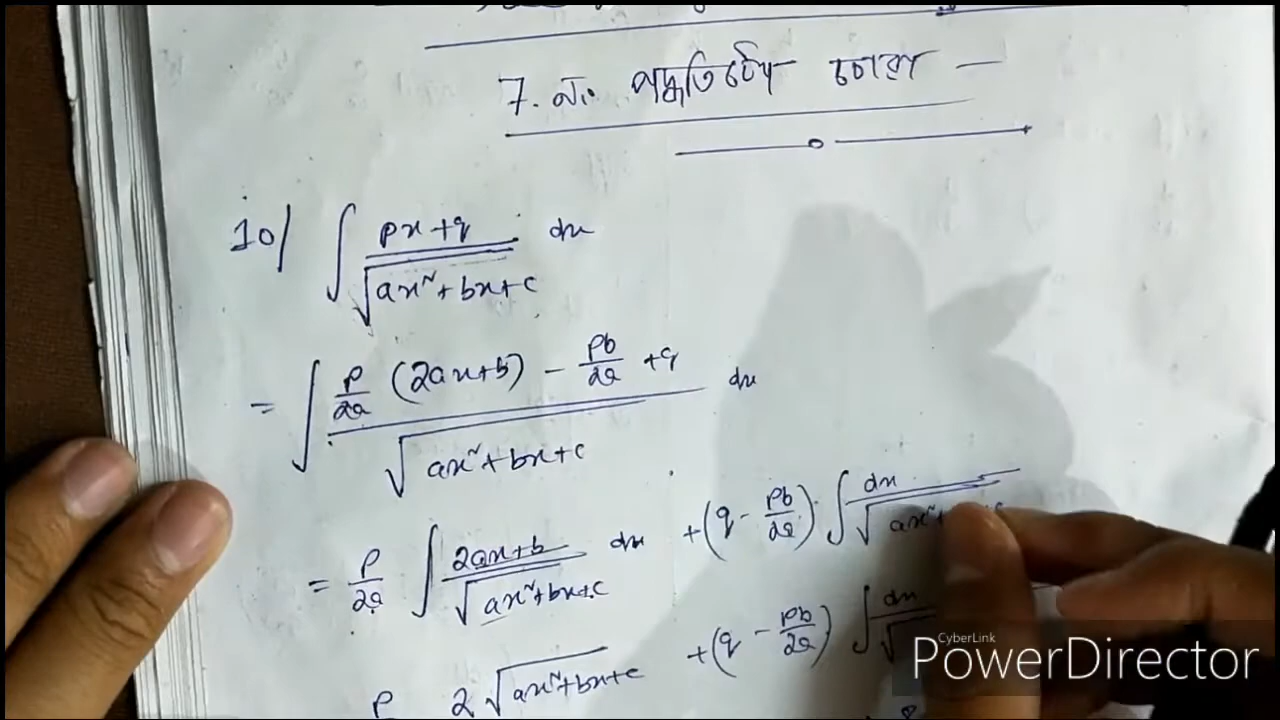 7. নং পদ্ধতিটোৰ চোৱা —
10/ ∫ px+q / √ax²+bx+c dx
= ∫ p/2a (2ax+b) - pb/2a +q / √ax²+bx+c dx
= p/2a ∫ 2ax+b / √ax²+bx+c dx +(q - pb/2a) ∫ dx / √ax²+
p 2√ax²+bx+c +(q - pb/2a) ∫ dx / √
CyberLink
PowerDirector